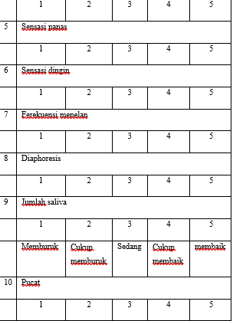 1 2 3 4 5
5 Sensasi panas
1 2 3 4 5
6 Sensasi dingin
1 2 3 4 5
7 Ferekuensi menelan
1 2 3 4 5
8 Diaphoresis
1 2 3 4 5
9 Jumlah saliva
1 2 3 4 5
Memburuk Cukup memburuk Sedang Cukup membaik membaik
10 Pucat
1 2 3 4 5